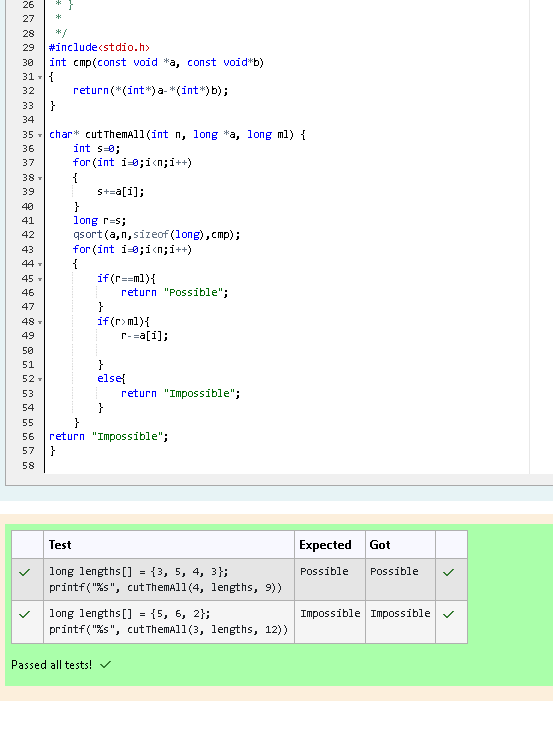 26 * }
27 *
28 */
29 #include<stdio.h>
30 int cmp(const void *a, const void*b)
31 {
32 return(*(int*)a-*(int*)b);
33 }
34
35 char* cutThemAll(int n, long *a, long ml) {
36 int s=0;
37 for(int i=0;i<n;i++)
38 {
39 s+=a[i];
40 }
41 long r=s;
42 qsort(a,n,sizeof(long),cmp);
43 for(int i=0;i<n;i++)
44 {
45 if(r==ml){
46 return "Possible";
47 }
48 if(r>ml){
49 r-=a[i];
50
51 }
52 else{
53 return "Impossible";
54 }
55 }
56 return "Impossible";
57 }
58
Test Expected Got
long lengths[] = {3, 5, 4, 3}; Possible Possible
printf("%s", cutThemAll(4, lengths, 9))
long lengths[] = {5, 6, 2}; Impossible Impossible
printf("%s", cutThemAll(3, lengths, 12))
Passed all tests!